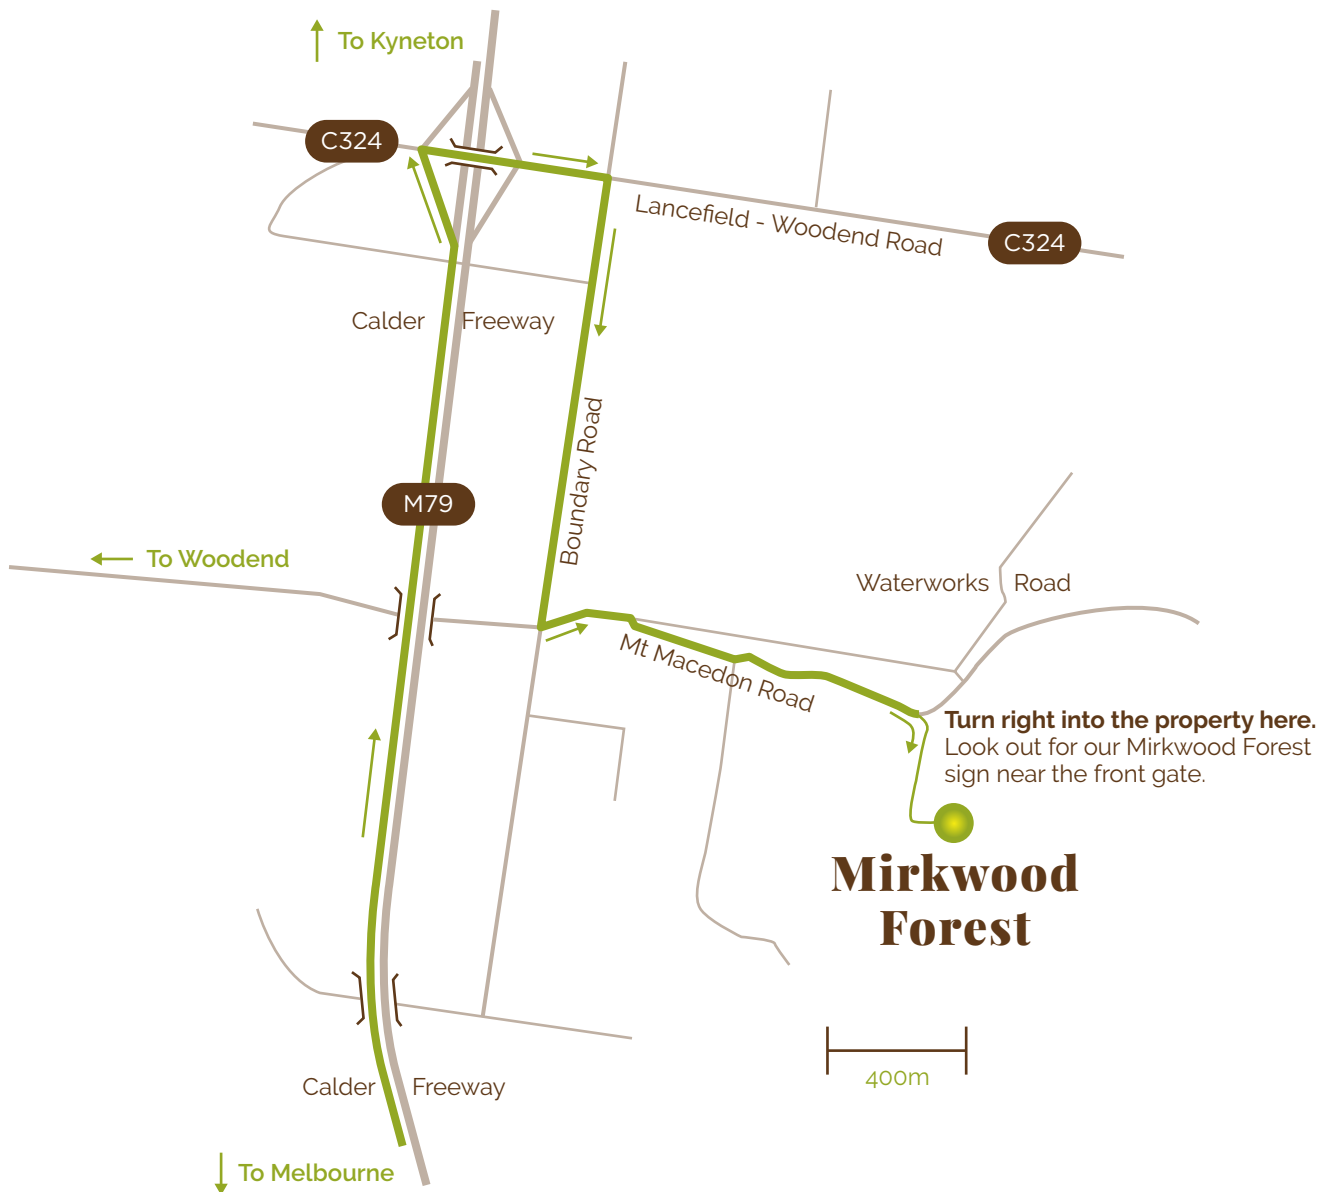 To Kyneton
C324
Lancefield - Woodend Road
C324
Calder Freeway
Boundary Road
M79
To Woodend
Waterworks Road
Mt Macedon Road
Turn right into the property here.
Look out for our Mirkwood Forest
sign near the front gate.
Mirkwood
Forest
400m
Calder Freeway
To Melbourne